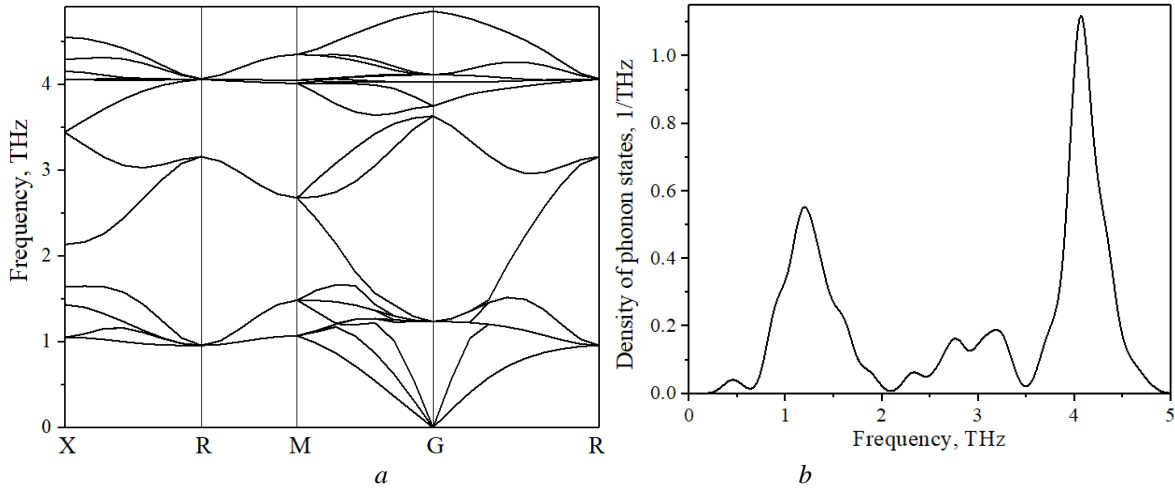 4
3
2
1
0
Frequency, THz
X R M G R
a
1.0
0.8
0.6
0.4
0.2
0.0
Density of phonon states, 1/THz
0 1 2 3 4 5
Frequency, THz
b